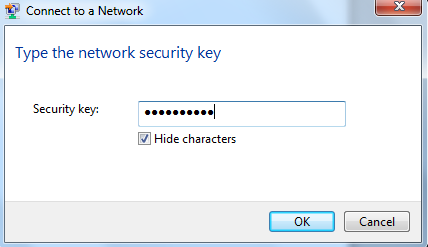 Connect to a Network
Type the network security key
Security key: ••••••••••
Hide characters
OK Cancel